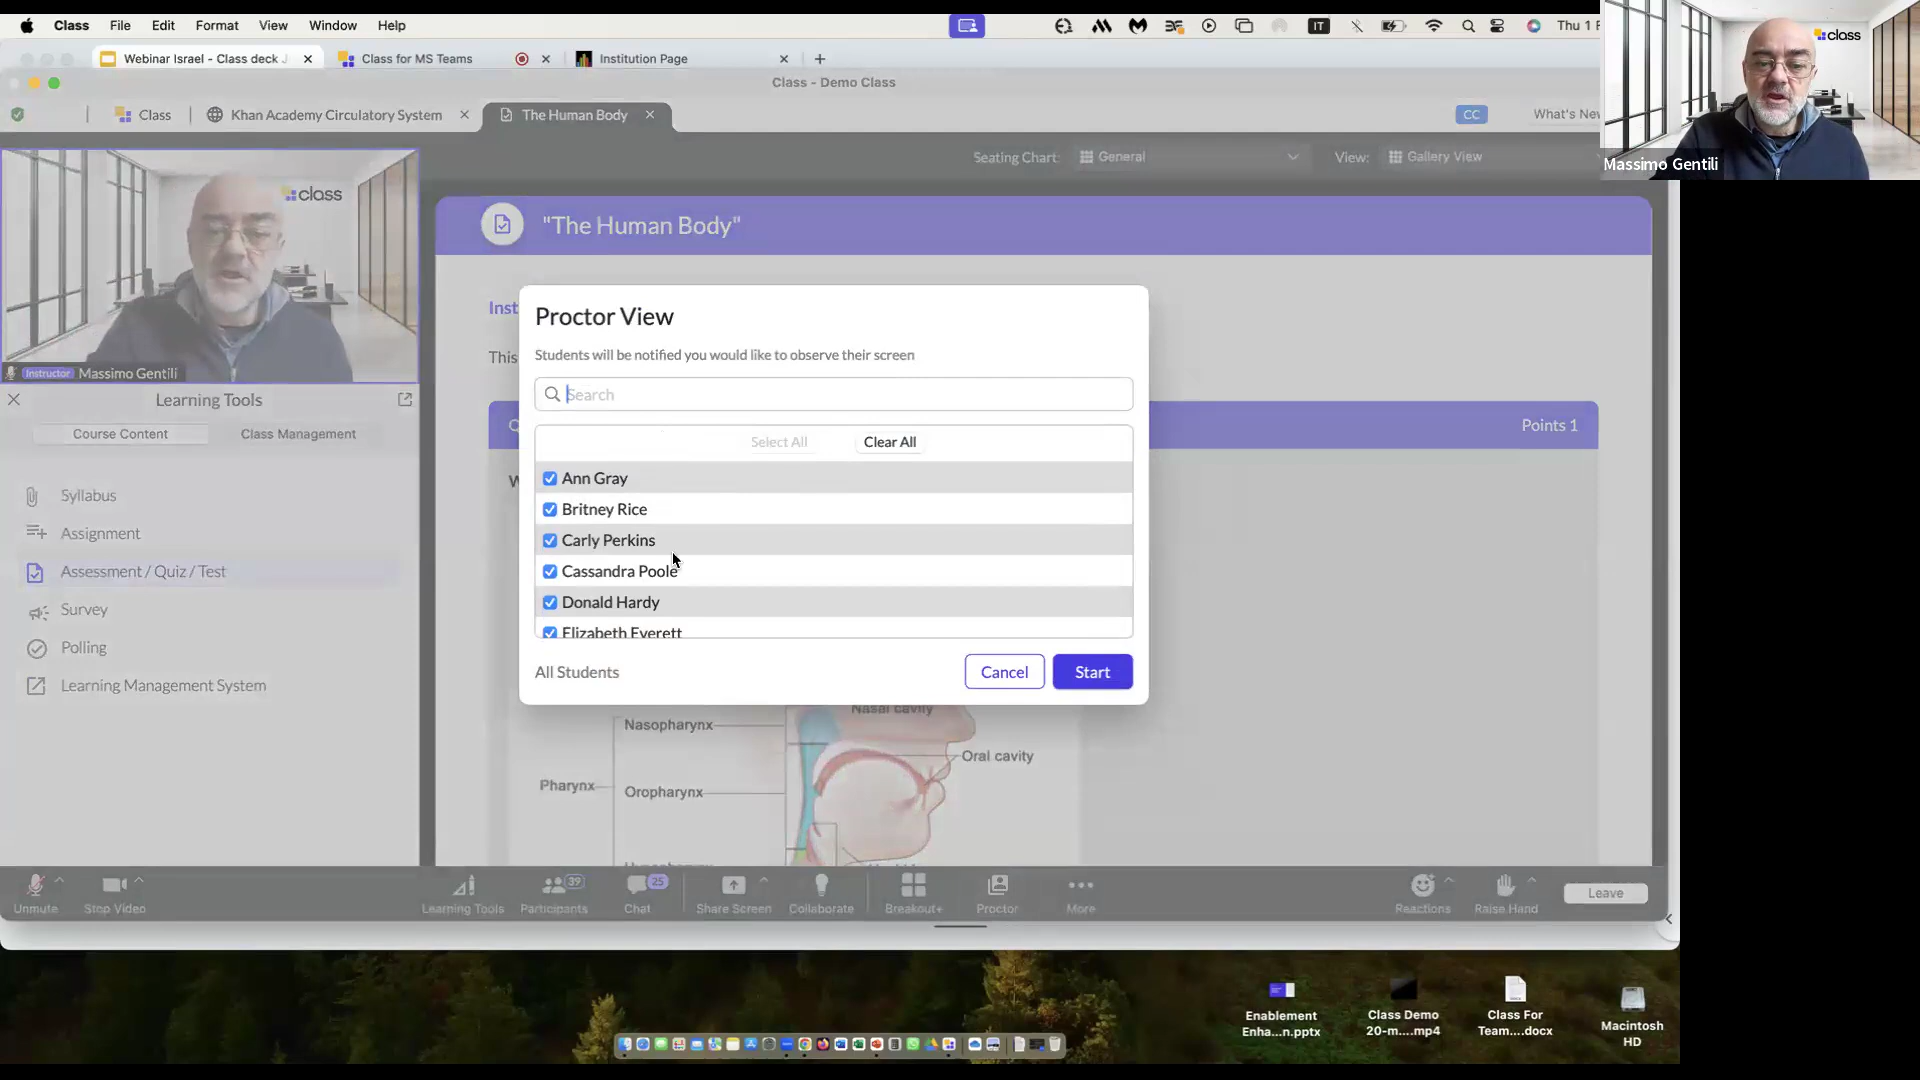 Class File Edit Format View Window Help
IT
Thu 1 F
class
Webinar Israel - Class deck J
Class for MS Teams
Institution Page
Class - Demo Class
Class
Khan Academy Circulatory System
The Human Body
CC
What's New
Massimo Gentili
Seating Chart:
General
View:
Gallery View
class
Instructor Massimo Gentili
"The Human Body"
Inst
This
Points 1
Learning Tools
Course Content
Class Management
Syllabus
Assignment
Assessment / Quiz / Test
Survey
Polling
Learning Management System
Proctor View
Students will be notified you would like to observe their screen
Search
Select All
Clear All
Ann Gray
Britney Rice
Carly Perkins
Cassandra Poole
Donald Hardy
Elizabeth Everett
All Students
Cancel
Start
Nasal cavity
Nasopharynx
Oral cavity
Pharynx
Oropharynx
Unmute
Stop Video
Learning Tools
39
Participants
25
Chat
Share Screen
Collaborate
Breakout+
Proctor
More
Reactions
Raise Hand
Leave
Enablement
Enha...n.pptx
Class Demo
20-m....mp4
Class For
Team....docx
Macintosh
HD